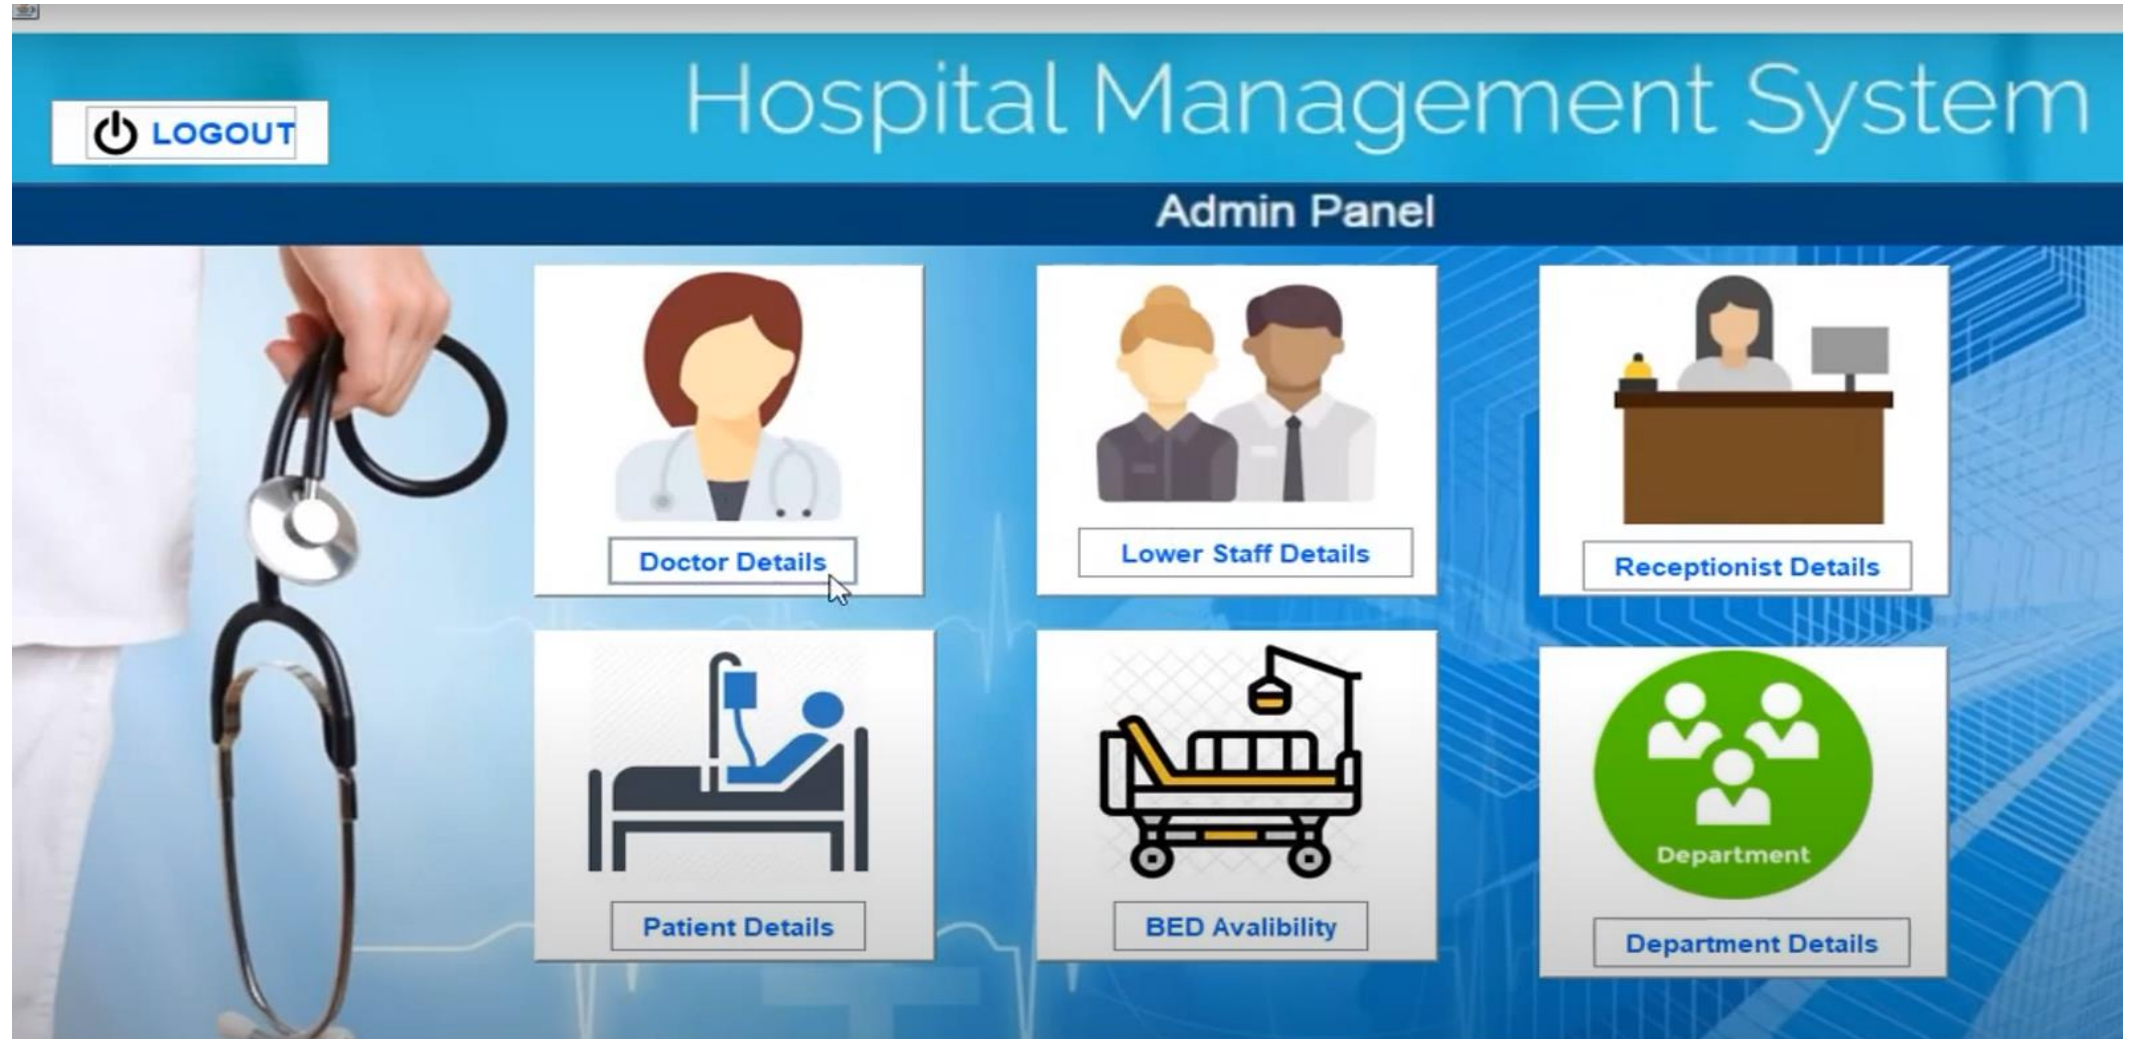 Hospital Management System
LOGOUT
Admin Panel
Doctor Details
Lower Staff Details
Receptionist Details
Department
Patient Details
BED Avalibility
Department Details